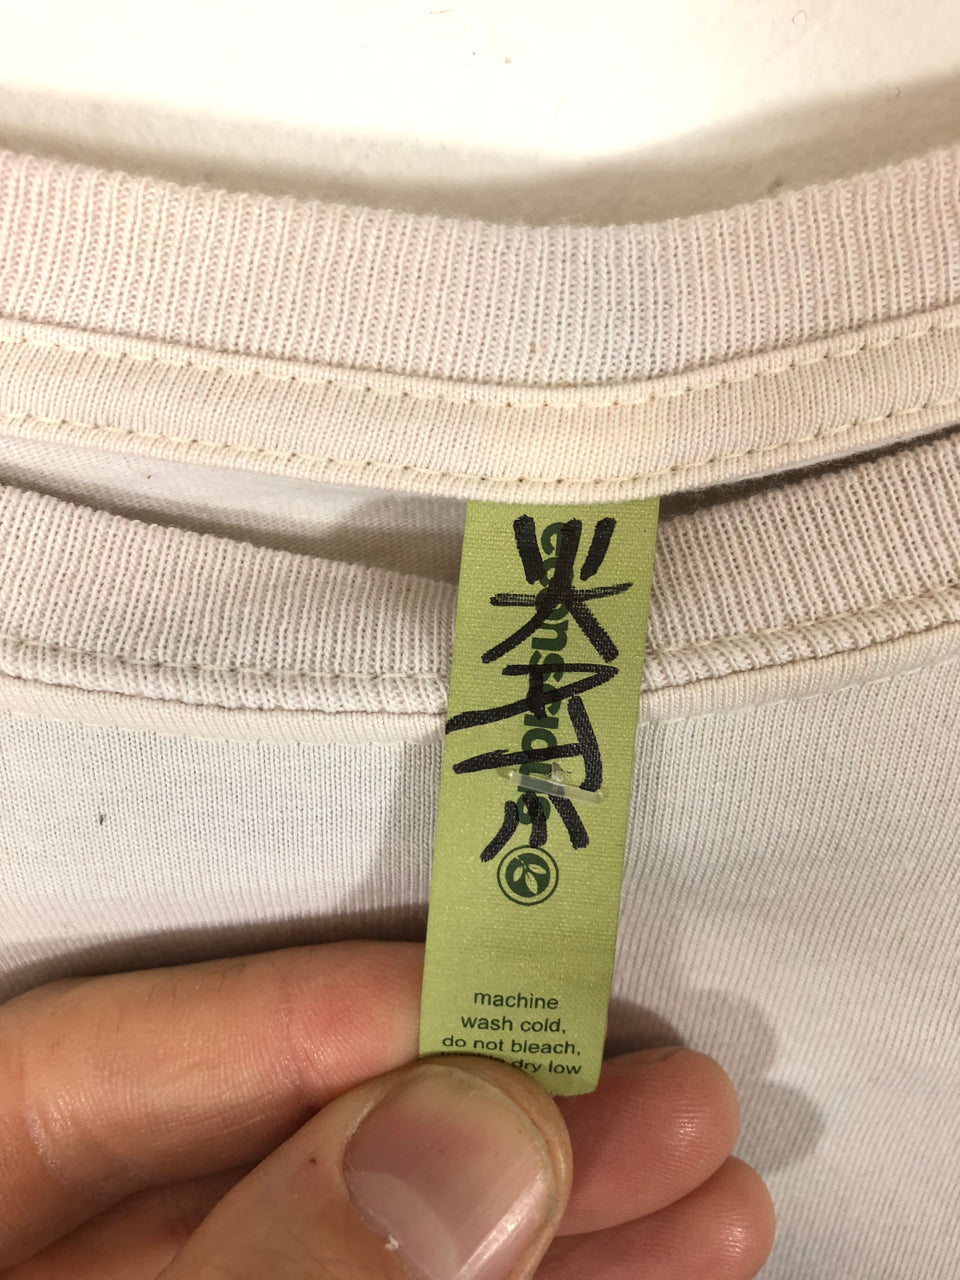 econscious
machine
wash cold,
do not bleach,
dry low